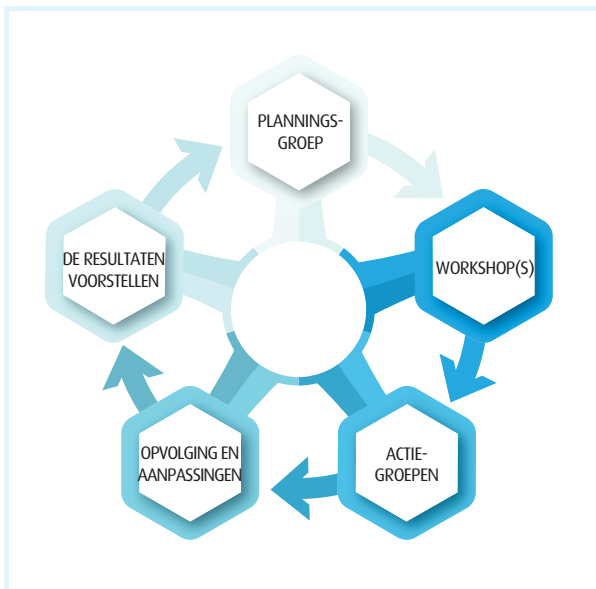 PLANNINGS-
GROEP
WORKSHOP(S)
ACTIE-
GROEPEN
OPVOLGING EN
AANPASSINGEN
DE RESULTATEN
VOORSTELLEN